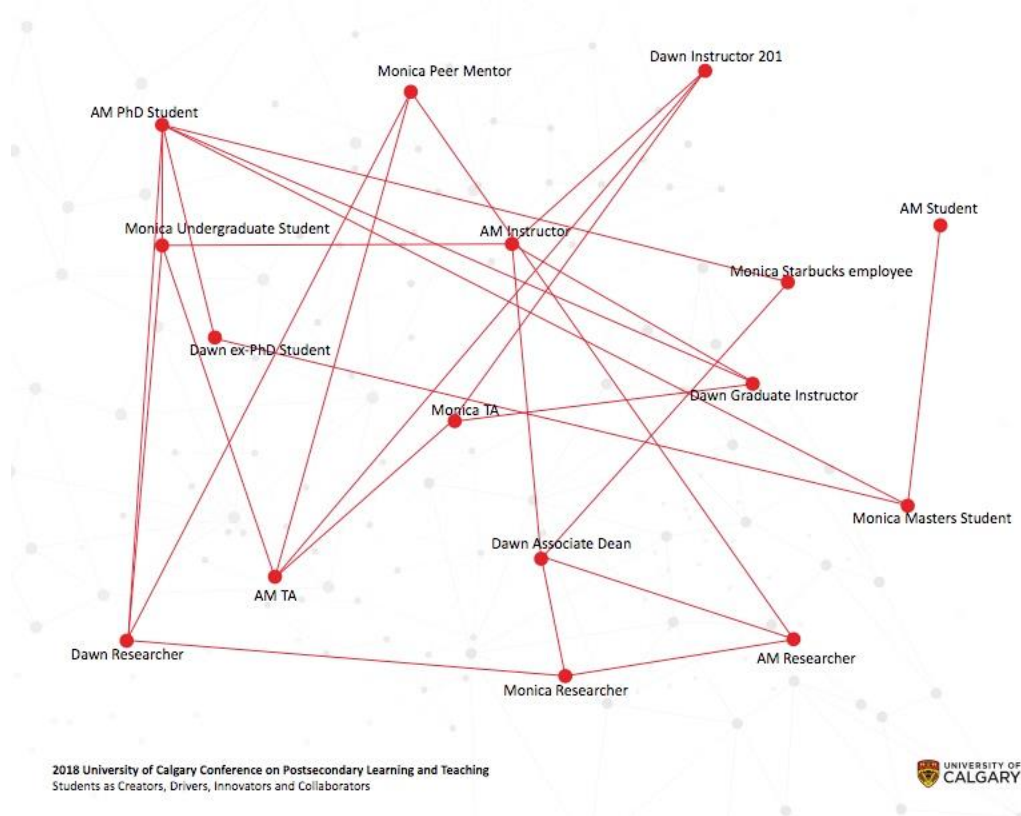 Dawn Instructor 201
Monica Peer Mentor
AM PhD Student
AM Student
Monica Undergraduate Student
AM Instructor
Monica Starbucks employee
Dawn ex-PhD Student
Dawn Graduate Instructor
Monica TA
Monica Masters Student
Dawn Associate Dean
AM TA
Dawn Researcher
AM Researcher
Monica Researcher
2018 University of Calgary Conference on Postsecondary Learning and Teaching
Students as Creators, Drivers, Innovators and Collaborators
UNIVERSITY OF
CALGARY